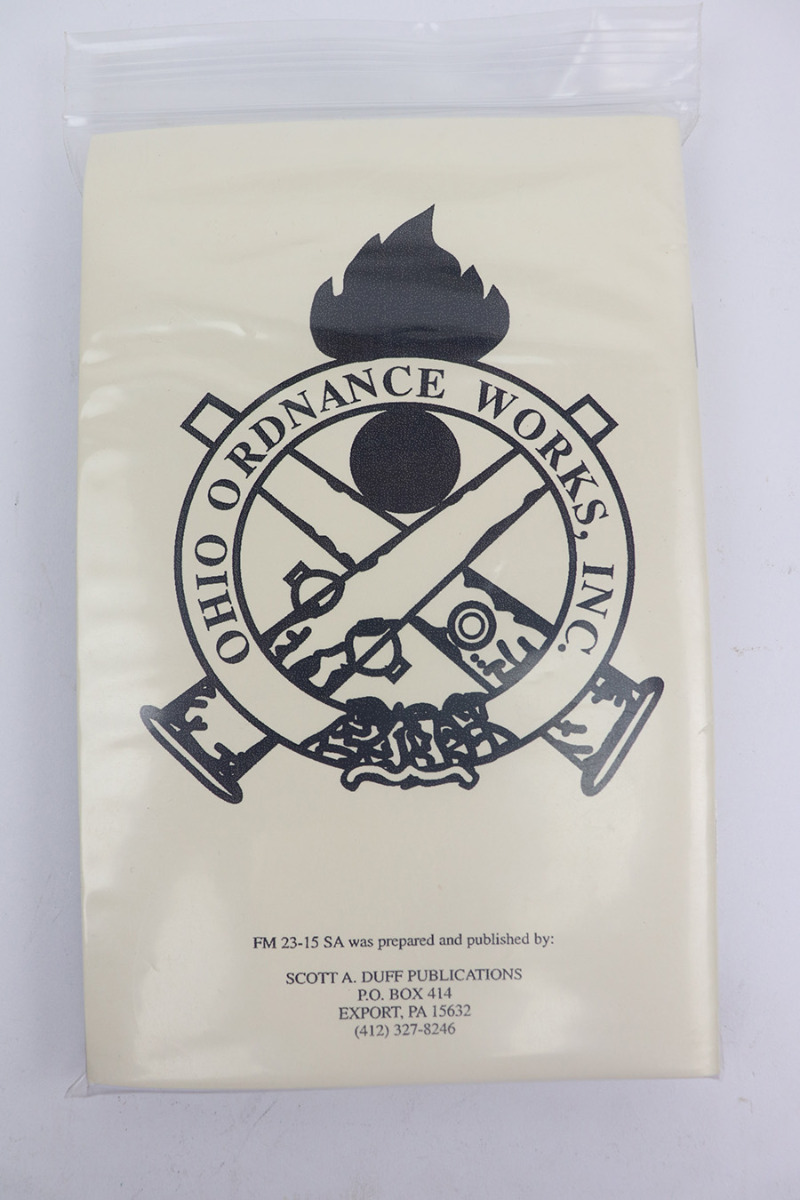 OHIO ORDNANCE WORKS, INC.
FM 23-15 SA was prepared and published by:
SCOTT A. DUFF PUBLICATIONS
P.O. BOX 414
EXPORT, PA 15632
(412) 327-8246